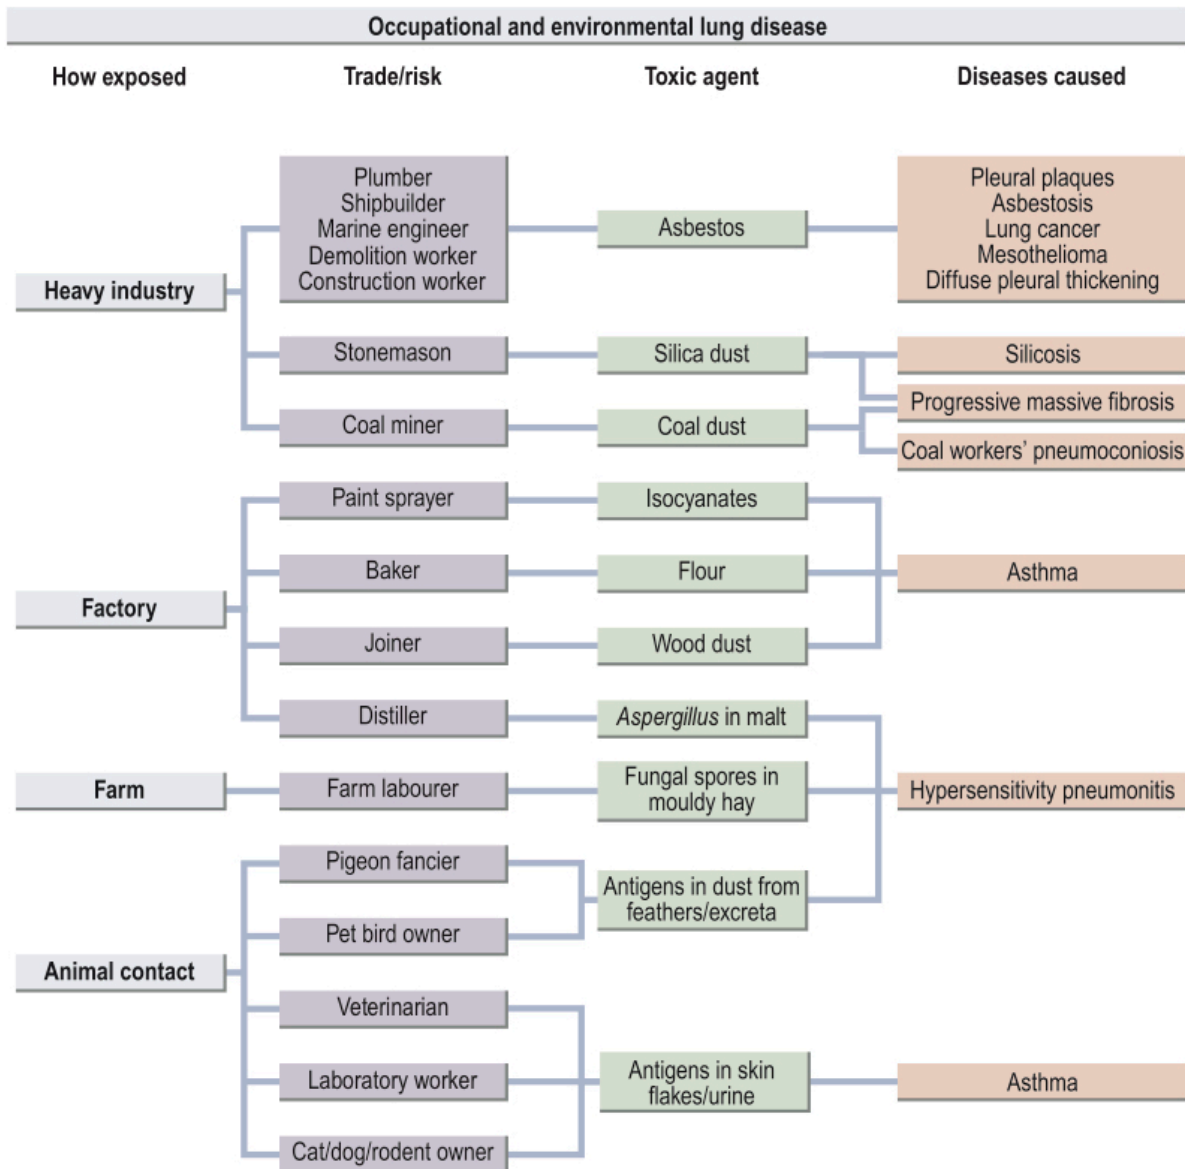 Occupational and environmental lung disease
How exposed
Trade/risk
Toxic agent
Diseases caused
Heavy industry
Plumber
Shipbuilder
Marine engineer
Demolition worker
Construction worker
Asbestos
Pleural plaques
Asbestosis
Lung cancer
Mesothelioma
Diffuse pleural thickening
Stonemason
Silica dust
Silicosis
Progressive massive fibrosis
Coal miner
Coal dust
Coal workers’ pneumoconiosis
Factory
Paint sprayer
Isocyanates
Baker
Flour
Asthma
Joiner
Wood dust
Distiller
Aspergillus in malt
Farm
Farm labourer
Fungal spores in
mouldy hay
Hypersensitivity pneumonitis
Animal contact
Pigeon fancier
Pet bird owner
Antigens in dust from
feathers/excreta
Veterinarian
Laboratory worker
Cat/dog/rodent owner
Antigens in skin
flakes/urine
Asthma